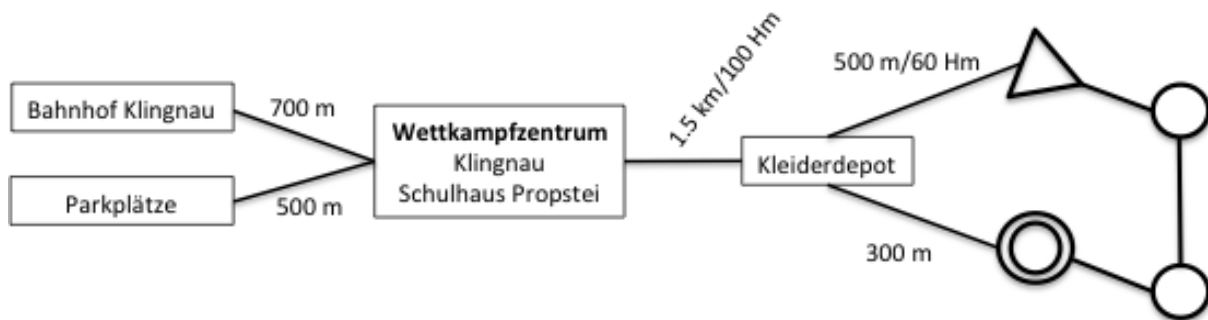 Bahnhof Klingnau
700 m
Parkplätze
500 m
Wettkampfzentrum
Klingnau
Schulhaus Propstei
1.5 km/100 Hm
Kleiderdepot
500 m/60 Hm
300 m